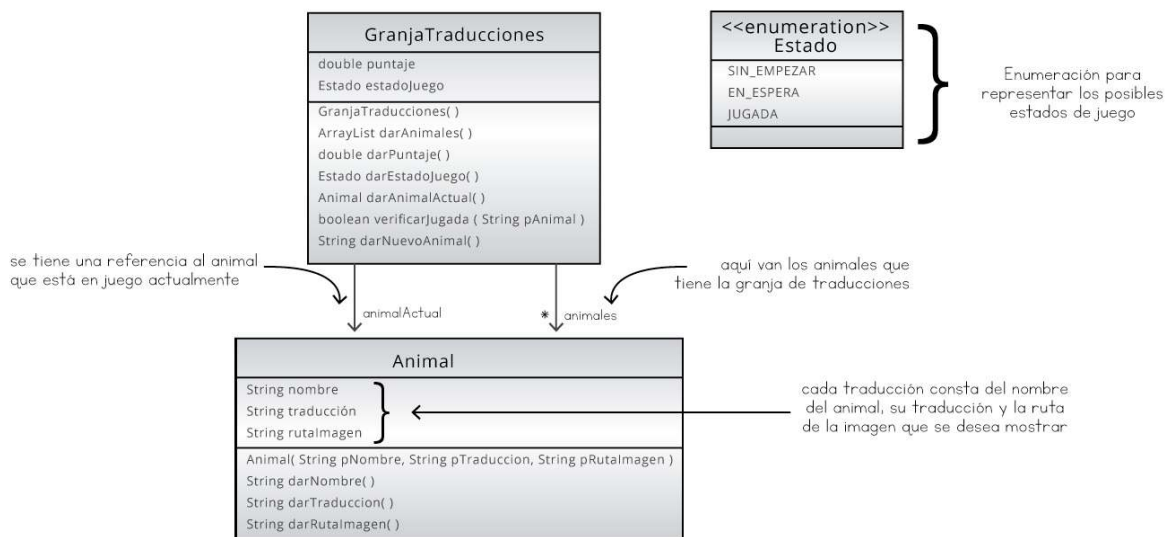 GranjaTraducciones
double puntaje
Estado estadoJuego
GranjaTraducciones( )
ArrayList darAnimales( )
double darPuntaje( )
Estado darEstadoJuego( )
Animal darAnimalActual( )
boolean verificarJugada ( String pAnimal )
String darNuevoAnimal( )
<<enumeration>>
Estado
SIN_EMPEZAR
EN_ESPERA
JUGADA
Enumeración para
representar los posibles
estados de juego
se tiene una referencia al animal
que está en juego actualmente
aquí van los animales que
tiene la granja de traducciones
animalActual
* animales
Animal
String nombre
String traducción
String rutaImagen
cada traducción consta del nombre
del animal, su traducción y la ruta
de la imagen que se desea mostrar
Animal( String pNombre, String pTraduccion, String pRutaImagen )
String darNombre( )
String darTraduccion( )
String darRutaImagen( )